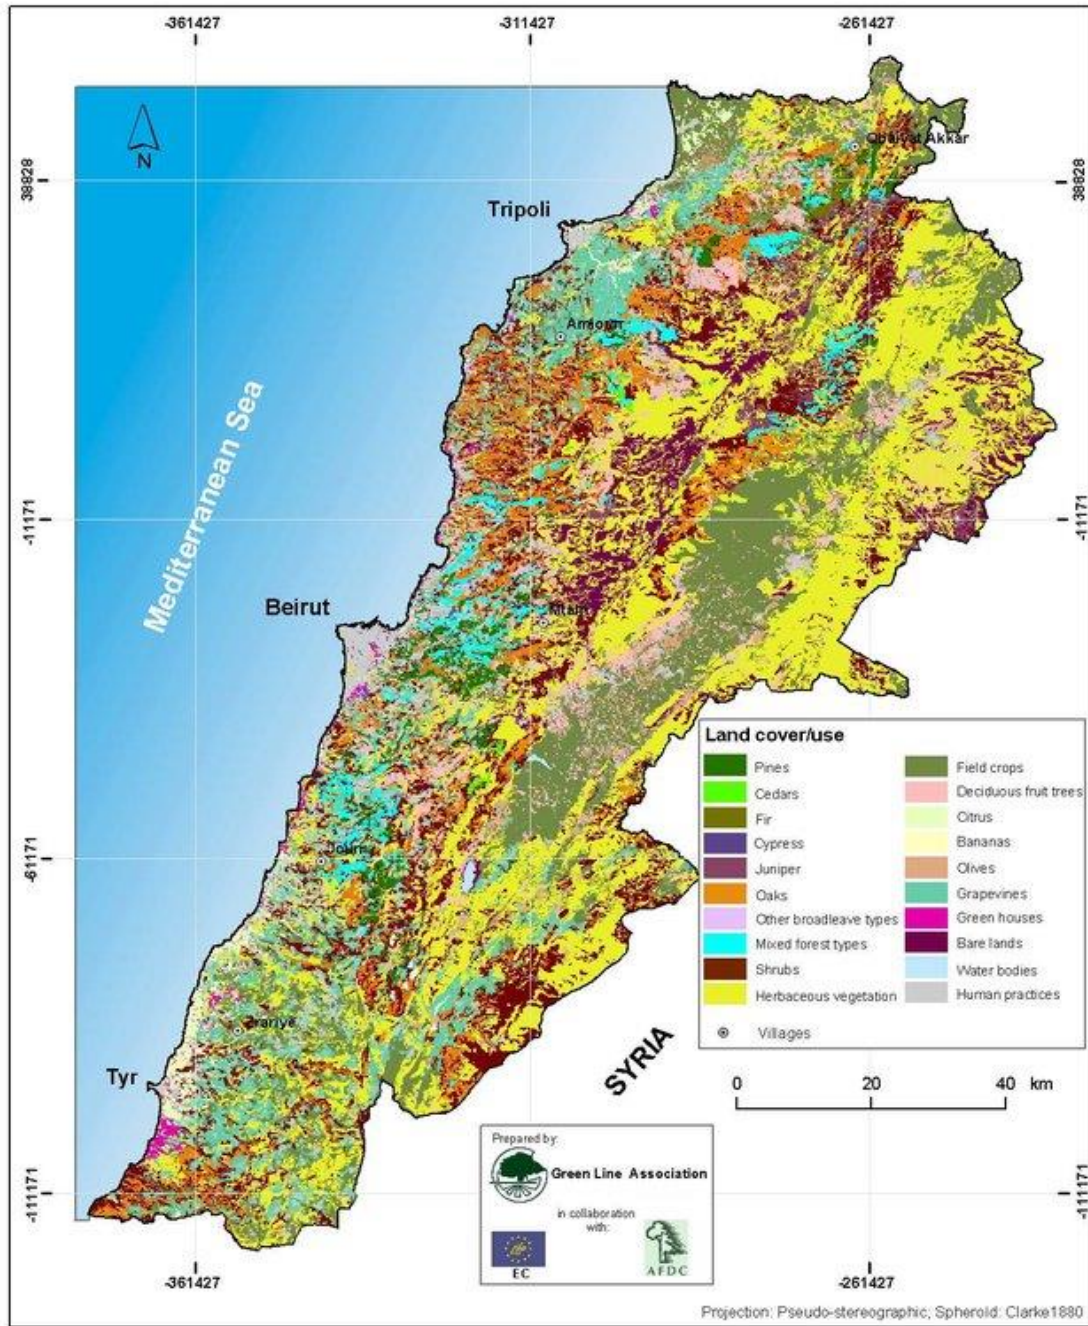 -361427
-311427
-261427
N
38828
38828
Qbaiyat Akkar
Tripoli
Amioun
Mediterranean Sea
-11171
-11171
Beirut
Mtain
Land cover/use
Pines
Cedars
Fir
Cypress
Juniper
Oaks
Other broadleave types
Mixed forest types
Shrubs
Herbaceous vegetation
Field crops
Deciduous fruit trees
Citrus
Bananas
Olives
Grapevines
Green houses
Bare lands
Water bodies
Human practices
Villages
-61171
-61171
SYRIA
Tyr
0 20 40 km
Prepared by:
Green Line Association
in collaboration
with:
EC
AFDC
-111171
-111171
-361427
-261427
Projection: Pseudo-stereographic; Spheroid: Clarke1880